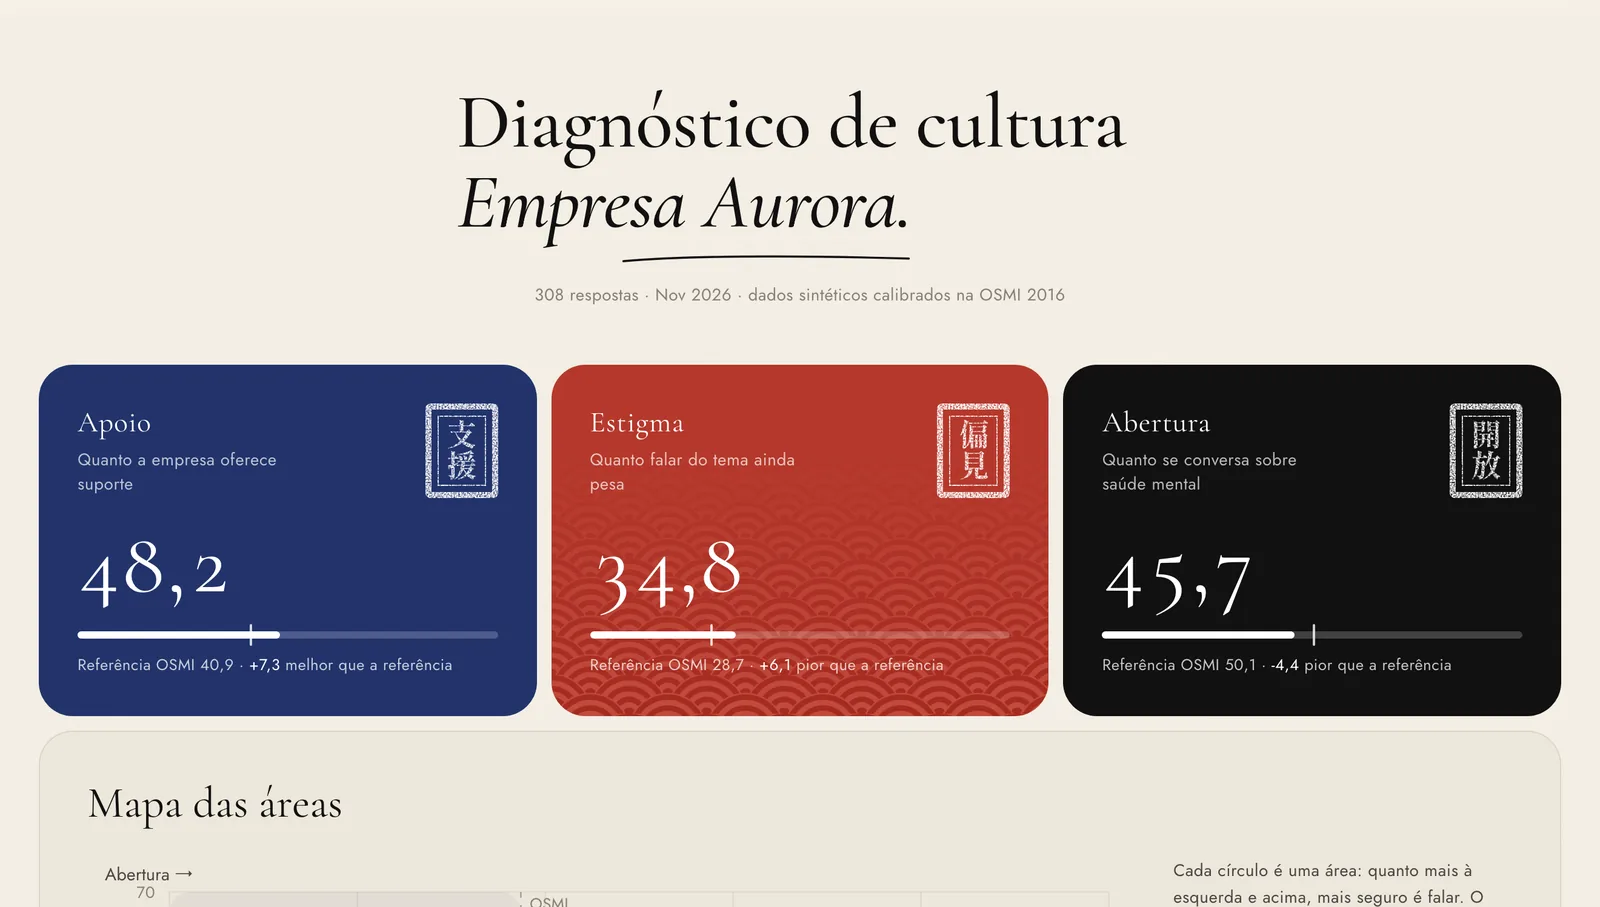 Diagnóstico de cultura
Empresa Aurora.
308 respostas · Nov 2026 · dados sintéticos calibrados na OSMI 2016
Apoio
Quanto a empresa oferece
suporte
支援
48,2
Referência OSMI 40,9 · +7,3 melhor que a referência
Estigma
Quanto falar do tema ainda
pesa
偏見
34,8
Referência OSMI 28,7 · +6,1 pior que a referência
Abertura
Quanto se conversa sobre
saúde mental
開放
45,7
Referência OSMI 50,1 · -4,4 pior que a referência
Mapa das áreas
Abertura →
70
OSMI
Cada círculo é uma área: quanto mais à
esquerda e acima, mais seguro é falar. O